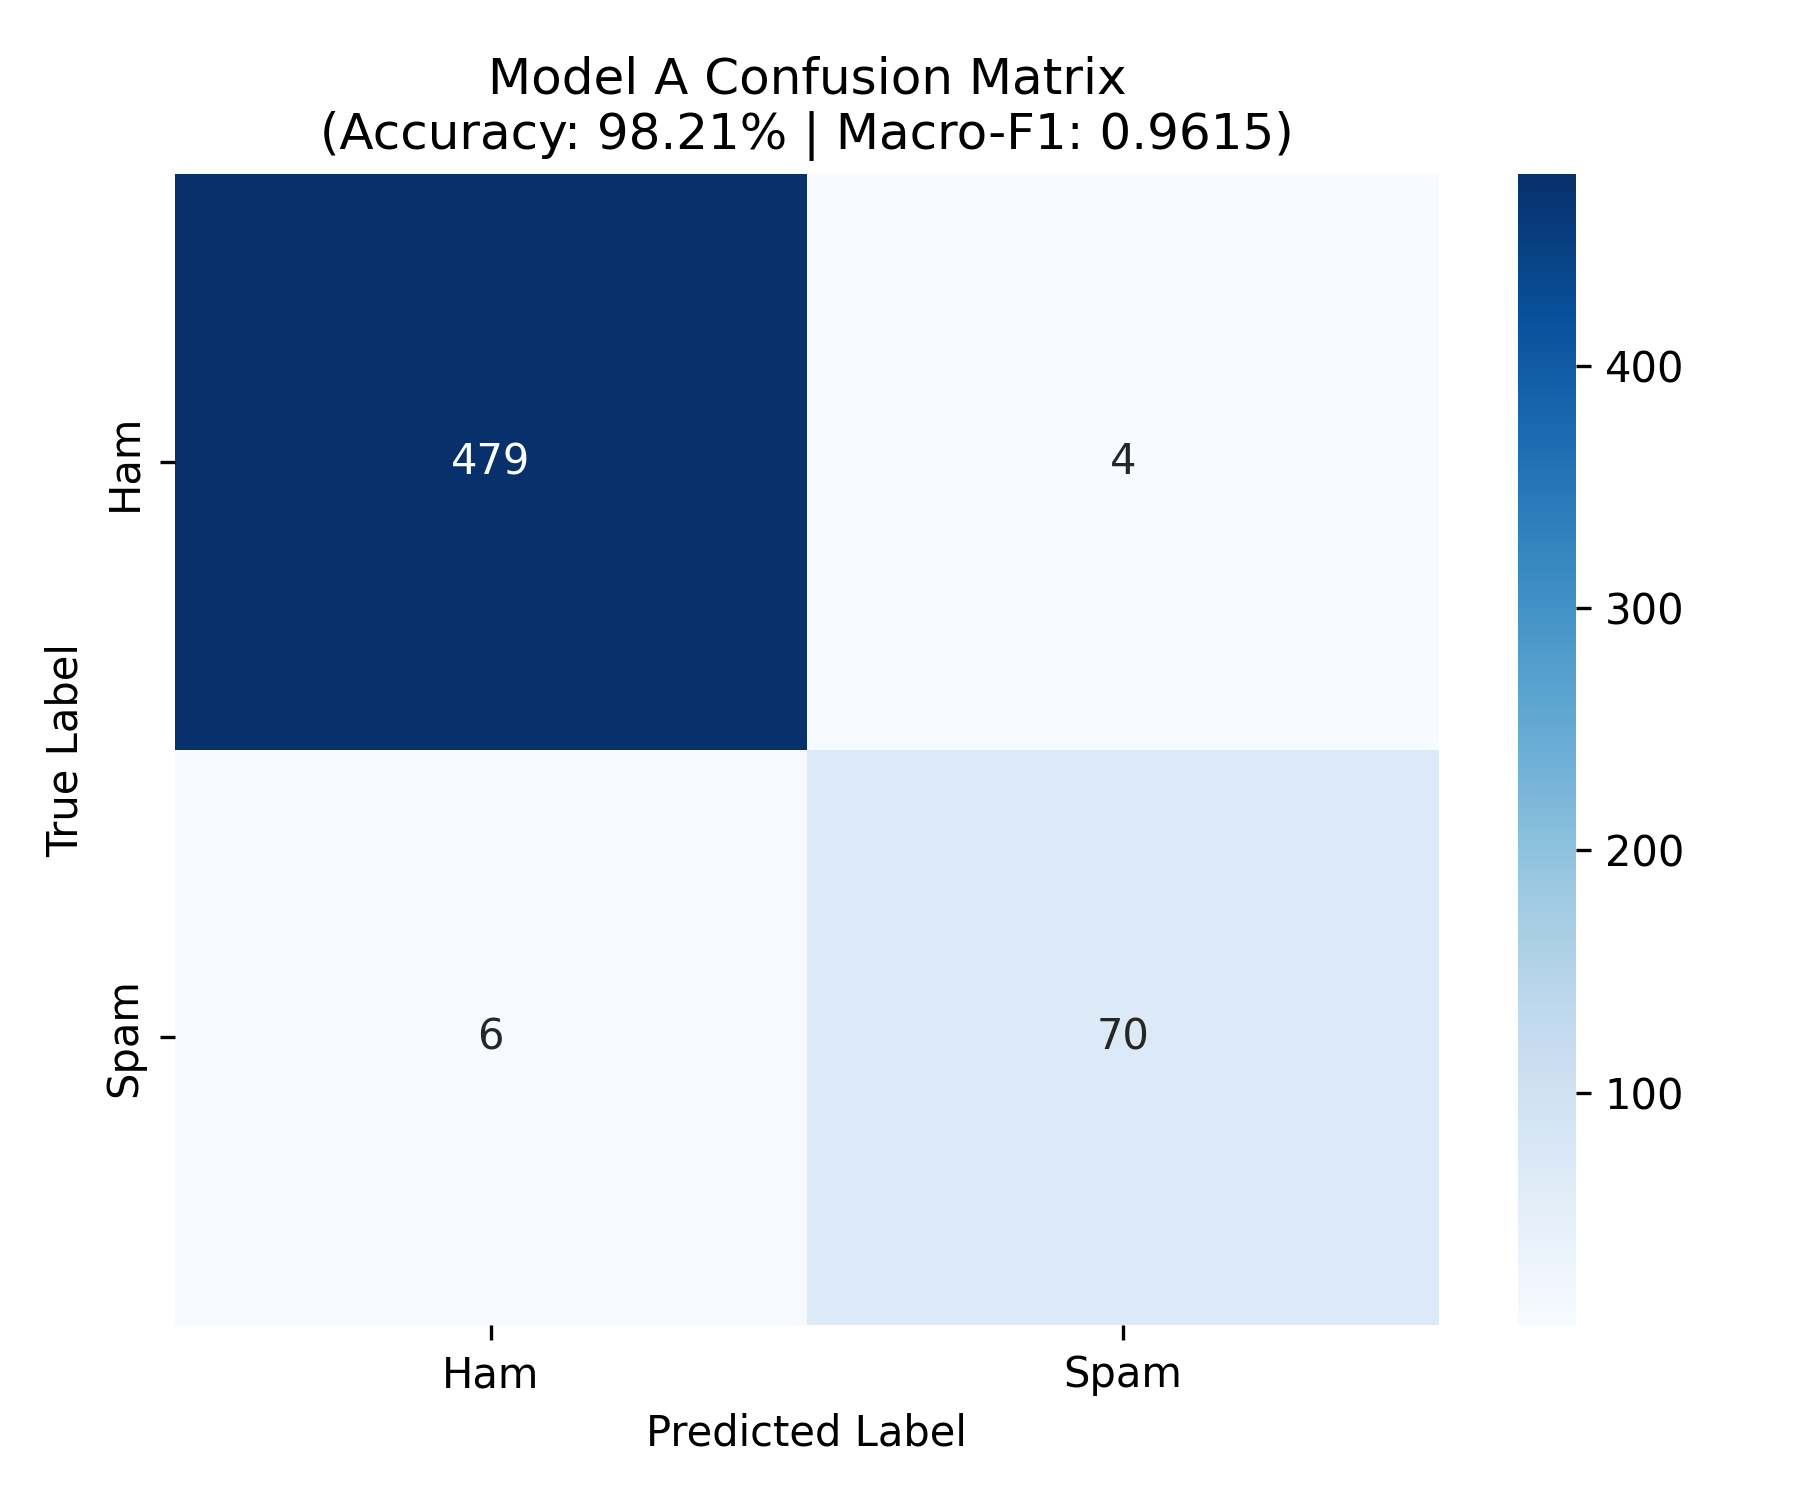 Model A Confusion Matrix
(Accuracy: 98.21% | Macro-F1: 0.9615)
True Label
Ham
479
4
Spam
6
70
Ham
Spam
Predicted Label
400
300
200
100